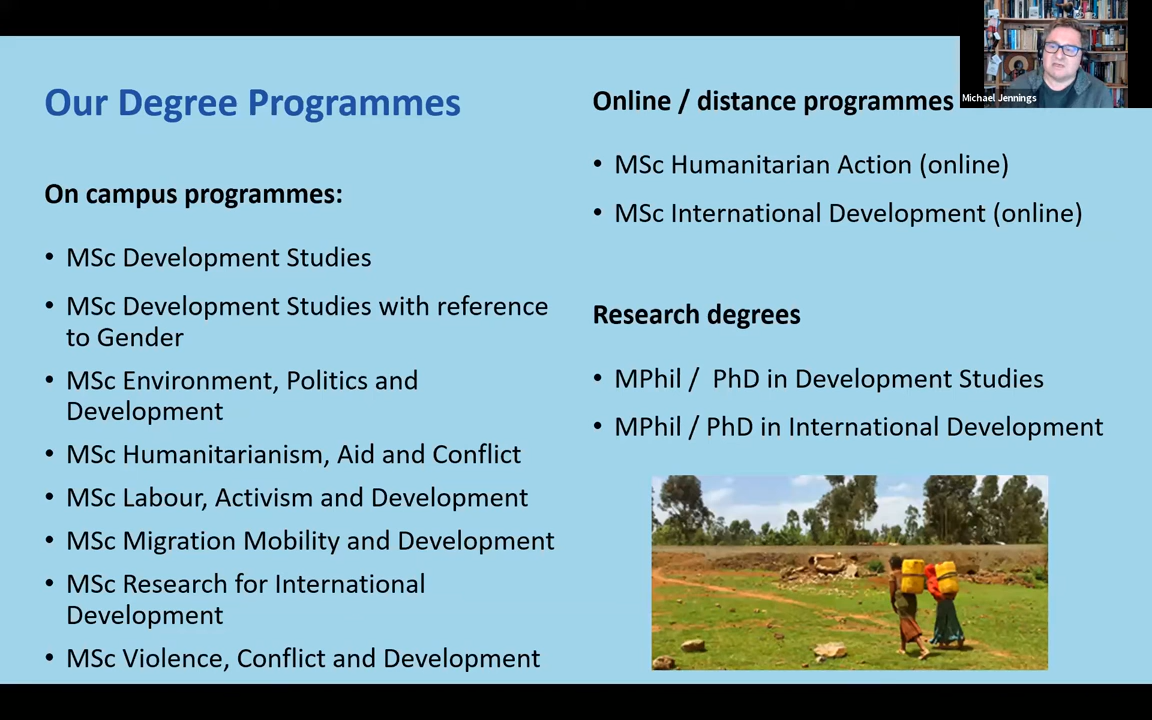 Our Degree Programmes
On campus programmes:
• MSc Development Studies
• MSc Development Studies with reference
to Gender
• MSc Environment, Politics and
Development
• MSc Humanitarianism, Aid and Conflict
• MSc Labour, Activism and Development
• MSc Migration Mobility and Development
• MSc Research for International
Development
• MSc Violence, Conflict and Development
Online / distance programmes
• MSc Humanitarian Action (online)
• MSc International Development (online)
Research degrees
• MPhil /  PhD in Development Studies
• MPhil / PhD in International Development
Michael Jennings